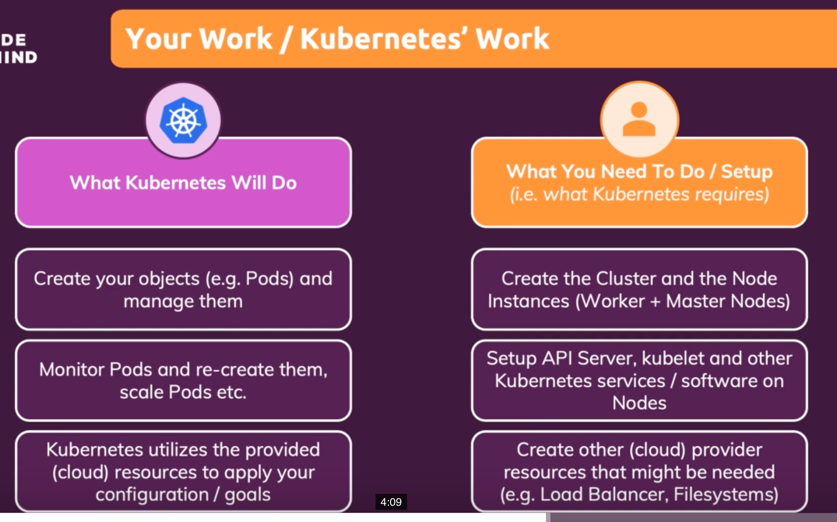 DE
IND
Your Work / Kubernetes’ Work
What Kubernetes Will Do
Create your objects (e.g. Pods) and
manage them
Monitor Pods and re-create them,
scale Pods etc.
Kubernetes utilizes the provided
(cloud) resources to apply your
configuration / goals
What You Need To Do / Setup
(i.e. what Kubernetes requires)
Create the Cluster and the Node
Instances (Worker + Master Nodes)
Setup API Server, kubelet and other
Kubernetes services / software on
Nodes
Create other (cloud) provider
resources that might be needed
(e.g. Load Balancer, Filesystems)
4:09